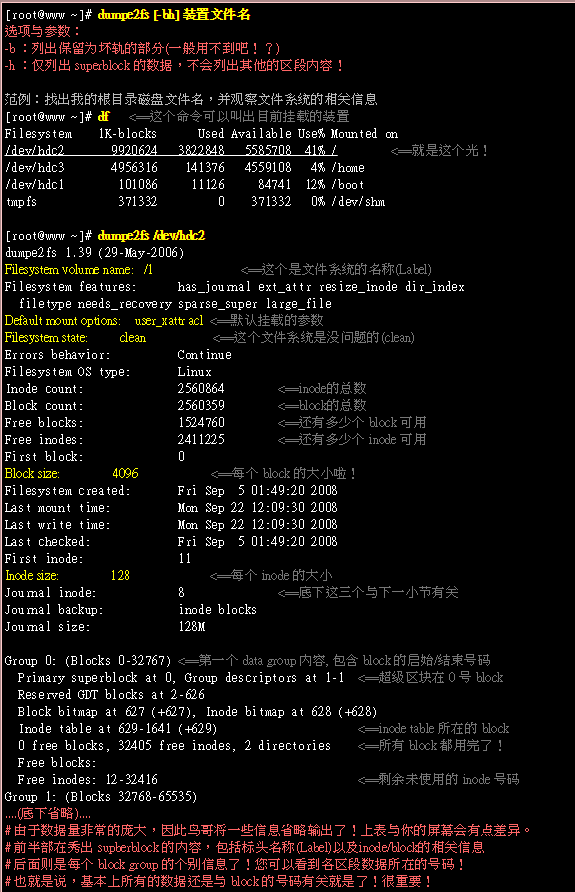 [root@www ~]# dumpe2fs [-bh] 装置文件名
选项与参数：
-b ：列出保留为坏轨的部分(一般用不到吧！？)
-h ：仅列出 superblock 的数据，不会列出其他的区段内容！
范例：找出我的根目录磁盘文件名，并观察文件系统的相关信息
[root@www ~]# df <==这个命令可以叫出目前挂载的装置
Filesystem 1K-blocks Used Available Use% Mounted on
/dev/hdc2 9920624 3822848 5585708 41% / <==就是这个光！
/dev/hdc3 4956316 141376 4559108 4% /home
/dev/hdc1 101086 11126 84741 12% /boot
tmpfs 371332 0 371332 0% /dev/shm
[root@www ~]# dumpe2fs /dev/hdc2
dumpe2fs 1.39 (29-May-2006)
Filesystem volume name: /1 <==这个是文件系统的名称(Label)
Filesystem features: has_journal ext_attr resize_inode dir_index
filetype needs_recovery sparse_super large_file
Default mount options: user_xattr acl <==默认挂载的参数
Filesystem state: clean <==这个文件系统是没问题的(clean)
Errors behavior: Continue
Filesystem OS type: Linux
Inode count: 2560864 <==inode的总数
Block count: 2560359 <==block的总数
Free blocks: 1524760 <==还有多少个 block 可用
Free inodes: 2411225 <==还有多少个 inode 可用
First block: 0
Block size: 4096 <==每个 block 的大小啦！
Filesystem created: Fri Sep 5 01:49:20 2008
Last mount time: Mon Sep 22 12:09:30 2008
Last write time: Mon Sep 22 12:09:30 2008
Last checked: Fri Sep 5 01:49:20 2008
First inode: 11
Inode size: 128 <==每个 inode 的大小
Journal inode: 8 <==底下这三个与下一小节有关
Journal backup: inode blocks
Journal size: 128M
Group 0: (Blocks 0-32767) <==第一个 data group 内容, 包含 block 的启始/结束号码
Primary superblock at 0, Group descriptors at 1-1 <==超级区块在 0 号 block
Reserved GDT blocks at 2-626
Block bitmap at 627 (+627), Inode bitmap at 628 (+628)
Inode table at 629-1641 (+629) <==inode table 所在的 block
0 free blocks, 32405 free inodes, 2 directories <==所有 block 都用完了！
Free blocks:
Free inodes: 12-32416 <==剩余未使用的 inode 号码
Group 1: (Blocks 32768-65535)
....(底下省略)....
# 由于数据量非常的庞大，因此鸟哥将一些信息省略输出了！上表与你的屏幕会有点差异。
# 前半部在秀出 supberblock 的内容，包括标头名称(Label)以及inode/block的相关信息
# 后面则是每个 block group 的个别信息了！您可以看到各区段数据所在的号码！
# 也就是说，基本上所有的数据还是与 block 的号码有关就是了！很重要！